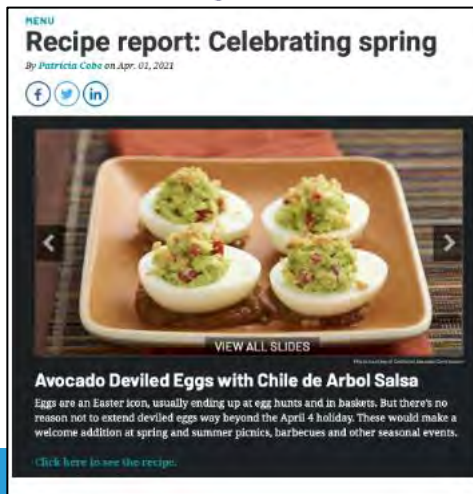 MENU
Recipe report: Celebrating spring
By Patricia Cobe on Apr. 01, 2021
f in
VIEW ALL SLIDES
Avocado Deviled Eggs with Chile de Arbol Salsa
Eggs are an Easter icon, usually ending up at egg hunts and in baskets. But there's no
reason not to extend deviled eggs way beyond the April 4 holiday. These would make a
welcome addition at spring and summer picnics, barbecues and other seasonal events.
Click here to see the recipe.